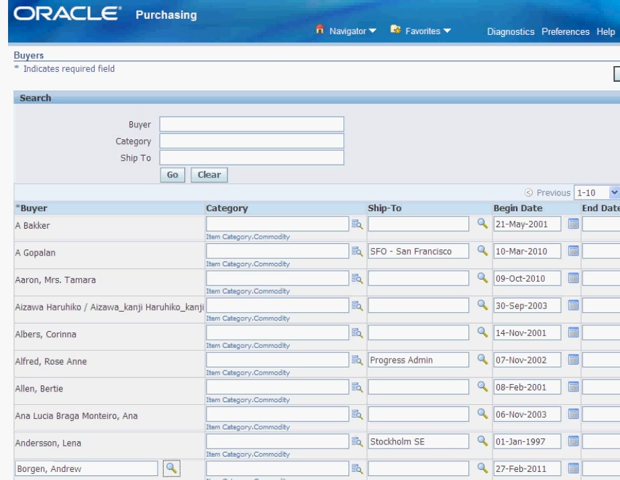 ORACLE Purchasing
Navigator Favorites Diagnostics Preferences Help
Buyers
* Indicates required field
Search
Buyer
Category
Ship To
Go Clear
Previous 1-10
*Buyer Category Ship-To Begin Date End Date
A Bakker 21-May-2001
Item Category.Commodity
A Gopalan SFO - San Francisco 10-Mar-2010
Item Category.Commodity
Aaron, Mrs. Tamara 09-Oct-2010
Item Category.Commodity
Aizawa Haruhiko / Aizawa_kanji Haruhiko_kanji 30-Sep-2003
Item Category.Commodity
Albers, Corinna 14-Nov-2001
Item Category.Commodity
Alfred, Rose Anne Progress Admin 07-Nov-2002
Item Category.Commodity
Allen, Bertie 08-Feb-2001
Item Category.Commodity
Ana Lucia Braga Monteiro, Ana 06-Nov-2003
Item Category.Commodity
Andersson, Lena Stockholm SE 01-Jan-1997
Item Category.Commodity
Borgen, Andrew 27-Feb-2011